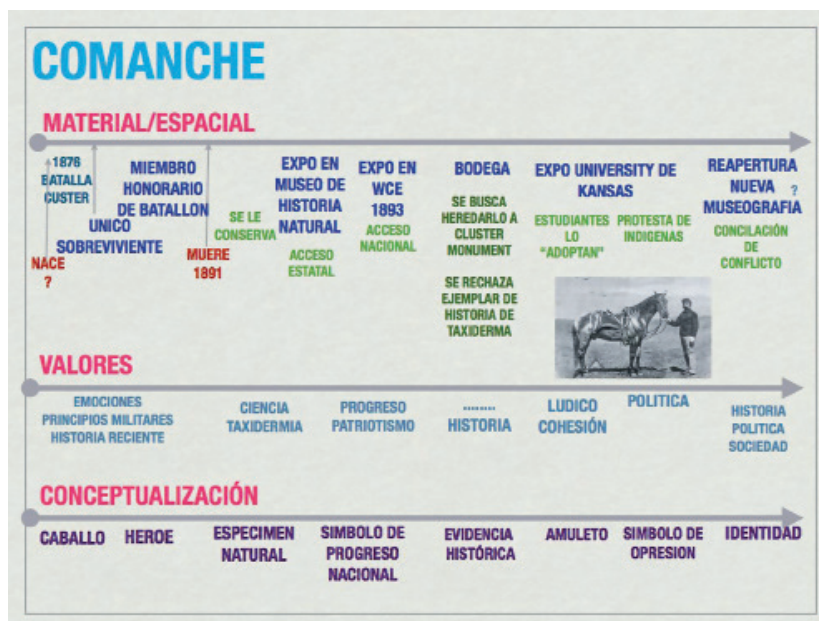 COMANCHE
MATERIAL/ESPACIAL
1876
BATALLA
CUSTER
NACE
?
UNICO
SOBREVIVIENTE
MIEMBRO
HONORARIO
DE BATALLON
MUERE
1891
SE LE
CONSERVA
EXPO EN
MUSEO DE
HISTORIA
NATURAL
ACCESO
ESTATAL
EXPO EN
WCE
1893
ACCESO
NACIONAL
BODEGA
SE BUSCA
HEREDARLO A
CLUSTER
MONUMENT
SE RECHAZA
EJEMPLAR DE
HISTORIA DE
TAXIDERMA
EXPO UNIVERSITY DE
KANSAS
ESTUDIANTES
LO
"ADOPTAN"
PROTESTA DE
INDIGENAS
REAPERTURA
NUEVA ?
MUSEOGRAFIA
CONCILACIÓN
DE
CONFLICTO
VALORES
EMOCIONES
PRINCIPIOS MILITARES
HISTORIA RECIENTE
CIENCIA
TAXIDERMIA
PROGRESO
PATRIOTISMO
........
HISTORIA
LUDICO
COHESIÓN
POLITICA
HISTORIA
POLITICA
SOCIEDAD
CONCEPTUALIZACIÓN
CABALLO
HEROE
ESPECIMEN
NATURAL
SIMBOLO DE
PROGRESO
NACIONAL
EVIDENCIA
HISTÓRICA
AMULETO
SIMBOLO DE
OPRESION
IDENTIDAD